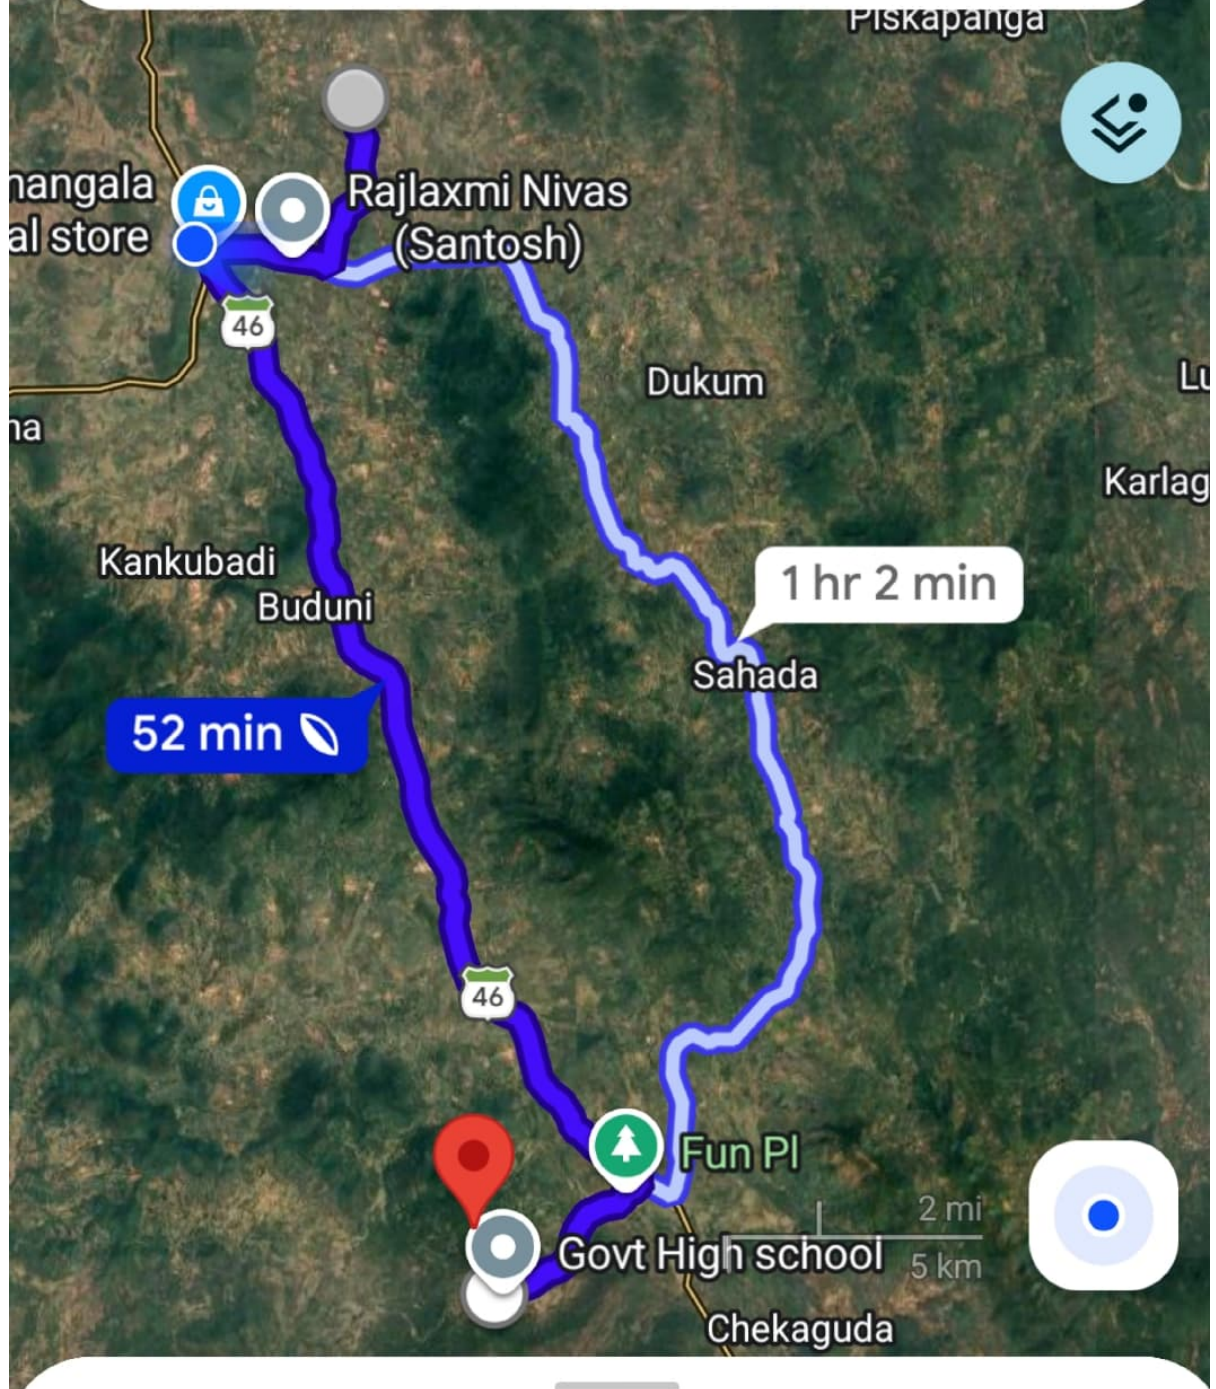 Piskapanga
nangala
al store
Rajlaxmi Nivas
(Santosh)
46
Dukum
Lu
na
Karlag
Kankubadi
Buduni
1 hr 2 min
Sahada
52 min
46
Fun Pl
2 mi
Govt High school
5 km
Chekaguda